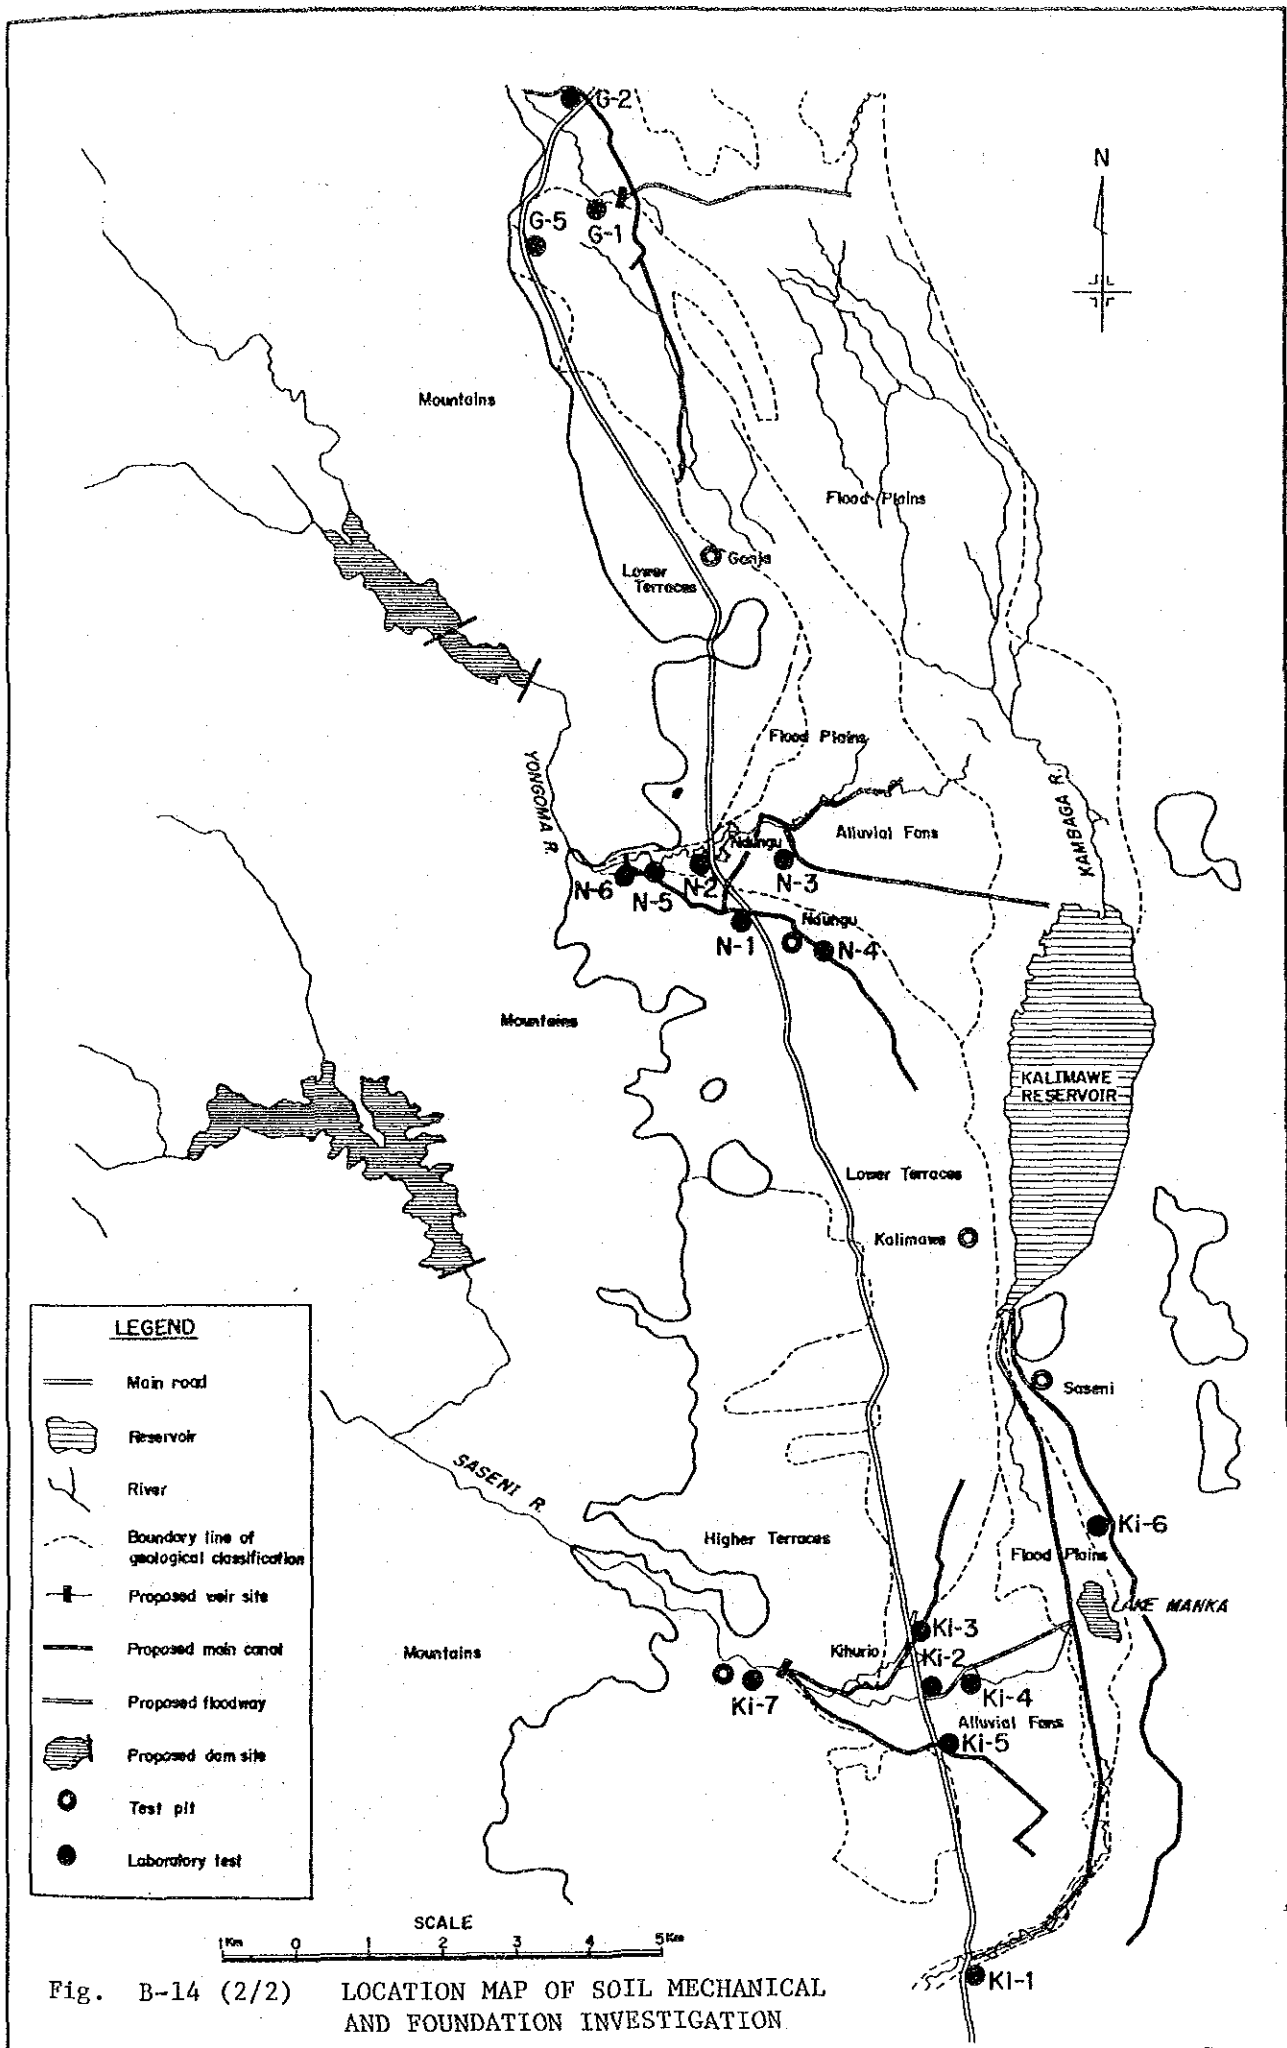 G-2
N
G-5
G-1
Mountains
Flood Plains
Gonja
Lower
Terraces
YONGOMA R.
Flood Plains
KAMBAGA R.
Alluvial Fans
Ndungu
N-6
N-5
N-2
N-3
N-1
Ndungu
N-4
Mountains
KALIMAWE
RESERVOIR
Lower Terraces
Kalimawe
Saseni
SASENI R.
Higher Terraces
Ki-6
Flood Plains
LAKE MANKA
Mountains
Kihurio
Ki-3
Ki-2
Ki-7
Ki-4
Alluvial Fans
Ki-5
Ki-1
LEGEND
Main road
Reservoir
River
Boundary line of
geological classification
Proposed weir site
Proposed main canal
Proposed floodway
Proposed dam site
Test pit
Laboratory test
SCALE
1Km 0 1 2 3 4 5Km
Fig. B-14 (2/2) LOCATION MAP OF SOIL MECHANICAL
AND FOUNDATION INVESTIGATION